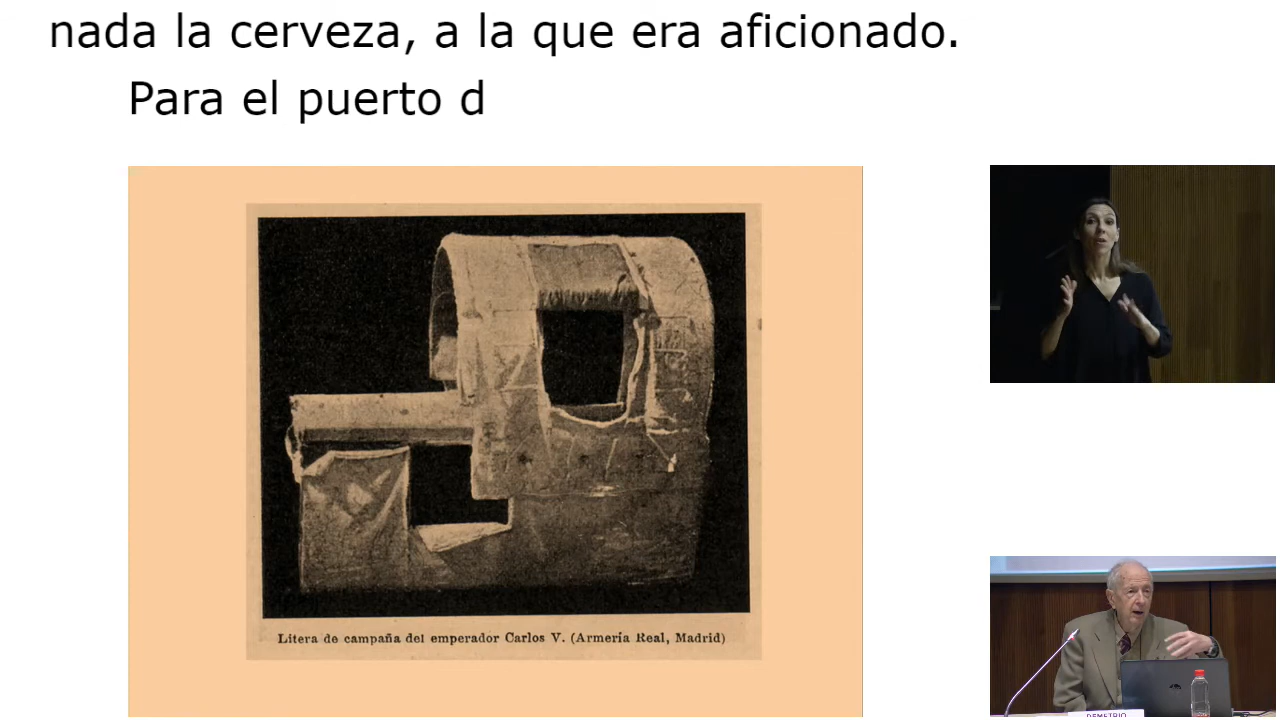 nada la cerveza, a la que era aficionado.
Para el puerto d
Litera de campaña del emperador Carlos V. (Armería Real, Madrid)
DEMETRIO